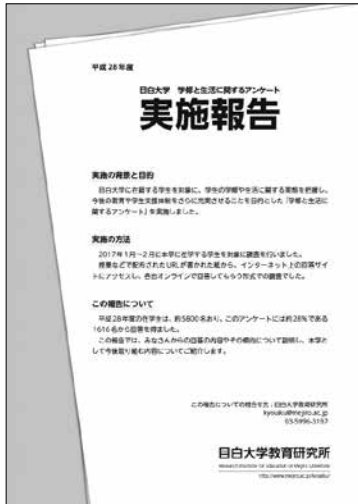 平成28年度
目白大学 学修と生活に関するアンケート
実施報告
実施の背景と目的
目白大学に在籍する学生を対象に、学生の学修や生活に関する実態を把握し、
今後の教育や学生支援体制をさらに充実させることを目的とした『学修と生活に
関するアンケート』を実施しました。
実施の方法
2017年1月~2月に本学に在学する学生を対象に調査を行いました。
授業などで配布されたURLが書かれた紙から、インターネット上の回答サイ
トにアクセスし、各自オンラインで回答してもらう形式での調査でした。
この報告について
平成28年度の在学生は、約5800名おり、このアンケートには約28%である
1616名から回答を得ました。
この報告では、みなさんからの回答の内容やその傾向について説明し、本学と
して今後取り組む内容についてご紹介します。
この報告についての問合せ先:目白大学教育研究所
kyouiku@mejiro.ac.jp
03-5996-3157
目白大学教育研究所
Research Institute for Education of Mejiro University